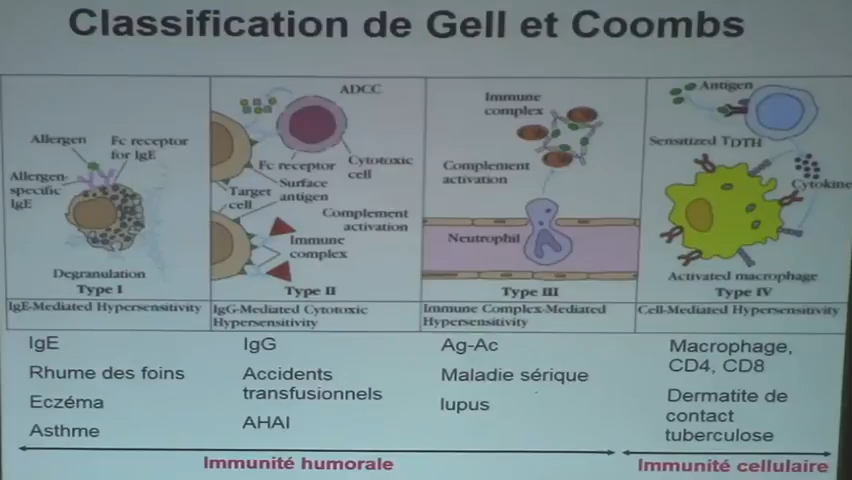 Classification de Gell et Coombs
Allergen
Fc receptor
for IgE
Allergen-
specific
IgE
Degranulation
Type I
IgE-Mediated Hypersensitivity
ADCC
Fc receptor
Cytotoxic
cell
Surface
antigen
Target
cell
Complement
activation
Immune
complex
Type II
IgG-Mediated Cytotoxic
Hypersensitivity
Immune
complex
Complement
activation
Neutrophil
Type III
Immune Complex-Mediated
Hypersensitivity
Antigen
Sensitized TDTH
Cytokine
Activated macrophage
Type IV
Cell-Mediated Hypersensitivity
IgE
Rhume des foins
Eczéma
Asthme
IgG
Accidents
transfusionnels
AHAI
Ag-Ac
Maladie sérique
lupus
Macrophage,
CD4, CD8
Dermatite de
contact
tuberculose
Immunité humorale
Immunité cellulaire